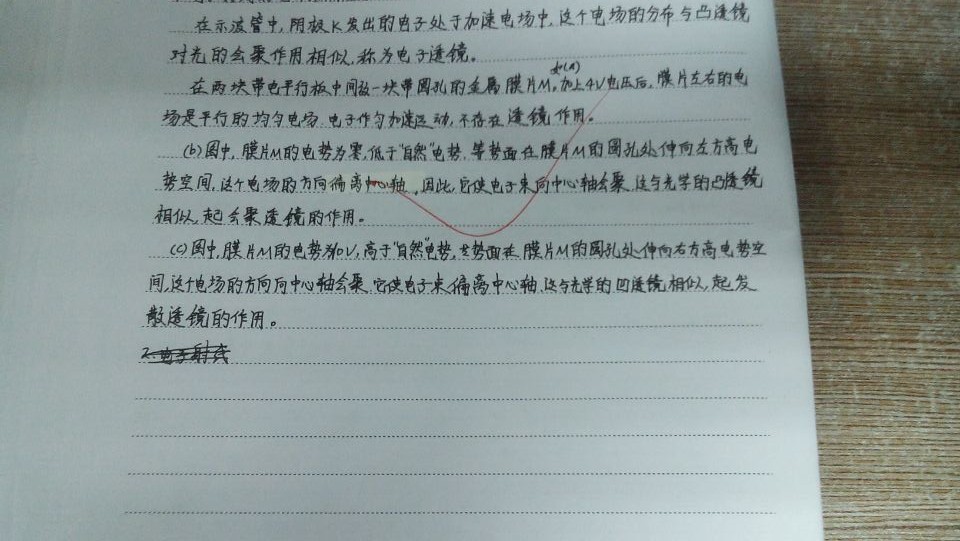 在示波管中,阴极K发出的电子处于加速电场中,这个电场的分布与凸透镜
对光的会聚作用相似,称为电子透镜。
在两块带电平行板中间放一块带圆孔的金属膜片M。如(a)加上4V电压后,膜片左右的电
场是平行的均匀电场,电子作匀加速运动,不存在透镜作用。
(b)图中,膜片M的电势为零,低于"自然"电势,等势面在膜片M的圆孔处伸向左方高电
势空间,这个电场的方向偏离中心轴,因此,它使电子束向中心轴会聚,这与光学的凸透镜
相似,起会聚透镜的作用。
(c)图中,膜片M的电势为10V,高于"自然"电势,等势面在膜片M的圆孔处伸向右方高电势空
间,这个电场的方向向中心轴会聚,它使电子束偏离中心轴,这与光学的凹透镜相似,起发
散透镜的作用。
2.电子射线